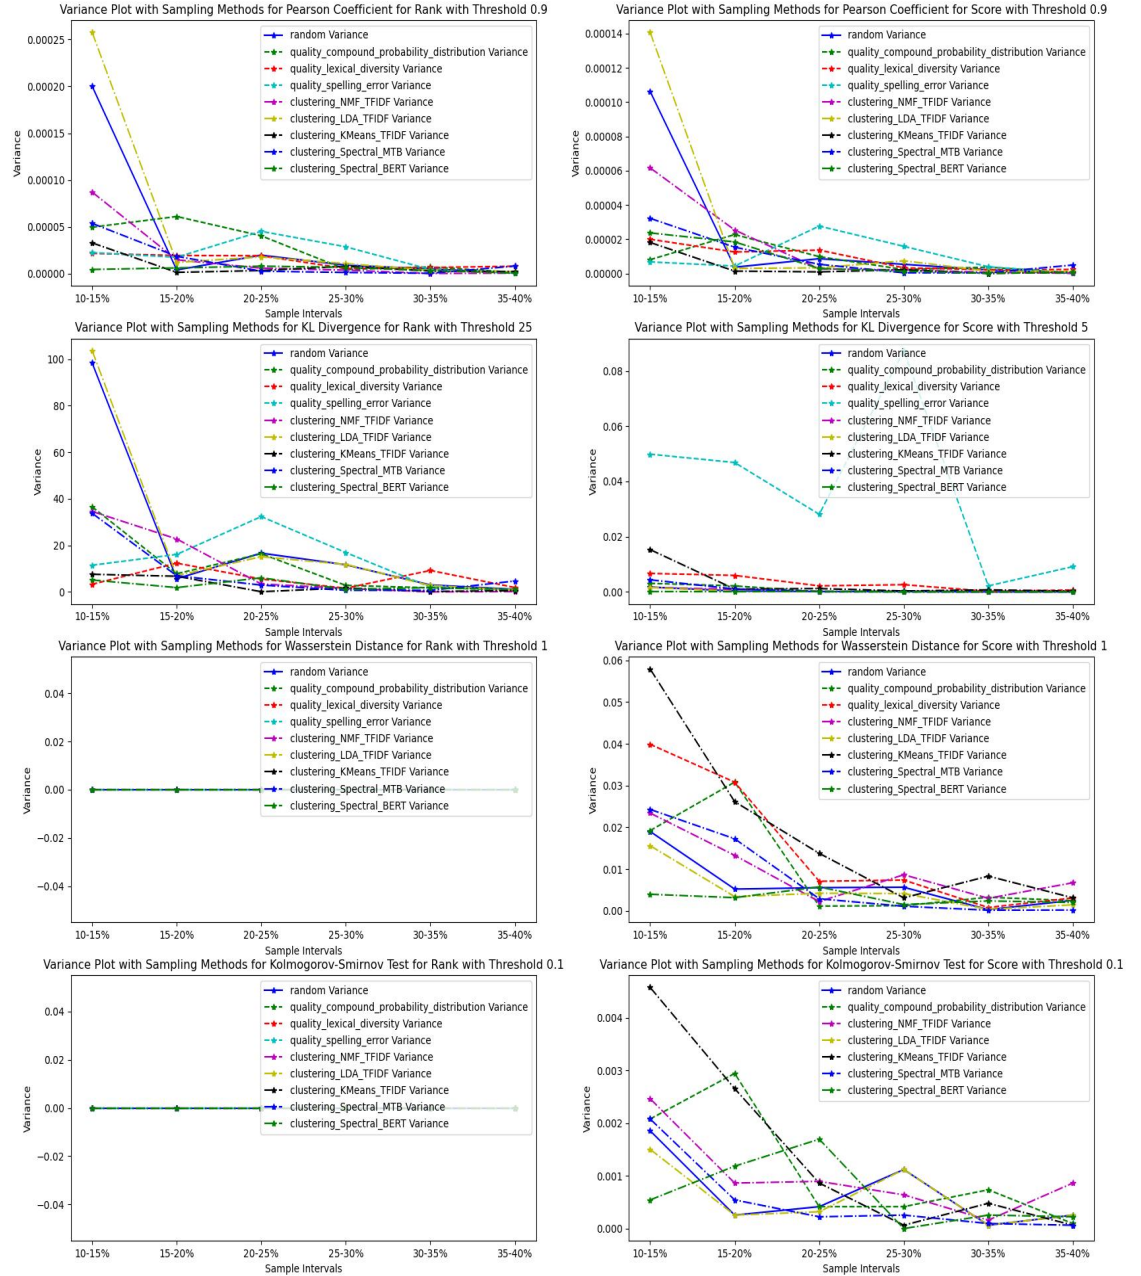 Variance Plot with Sampling Methods for Pearson Coefficient for Rank with Threshold 0.9
0.00025
0.00020
0.00015
0.00010
0.00005
0.00000
Variance
random Variance
quality_compound_probability_distribution Variance
quality_lexical_diversity Variance
quality_spelling_error Variance
clustering_NMF_TFIDF Variance
clustering_LDA_TFIDF Variance
clustering_KMeans_TFIDF Variance
clustering_Spectral_MTB Variance
clustering_Spectral_BERT Variance
10-15% 15-20% 20-25% 25-30% 30-35% 35-40%
Sample Intervals
Variance Plot with Sampling Methods for Pearson Coefficient for Score with Threshold 0.9
0.00014
0.00012
0.00010
0.00008
0.00006
0.00004
0.00002
0.00000
Variance
random Variance
quality_compound_probability_distribution Variance
quality_lexical_diversity Variance
quality_spelling_error Variance
clustering_NMF_TFIDF Variance
clustering_LDA_TFIDF Variance
clustering_KMeans_TFIDF Variance
clustering_Spectral_MTB Variance
clustering_Spectral_BERT Variance
10-15% 15-20% 20-25% 25-30% 30-35% 35-40%
Sample Intervals
Variance Plot with Sampling Methods for KL Divergence for Rank with Threshold 25
100
80
60
40
20
0
Variance
random Variance
quality_compound_probability_distribution Variance
quality_lexical_diversity Variance
quality_spelling_error Variance
clustering_NMF_TFIDF Variance
clustering_LDA_TFIDF Variance
clustering_KMeans_TFIDF Variance
clustering_Spectral_MTB Variance
clustering_Spectral_BERT Variance
10-15% 15-20% 20-25% 25-30% 30-35% 35-40%
Sample Intervals
Variance Plot with Sampling Methods for KL Divergence for Score with Threshold 5
0.08
0.06
0.04
0.02
0.00
Variance
random Variance
quality_compound_probability_distribution Variance
quality_lexical_diversity Variance
quality_spelling_error Variance
clustering_NMF_TFIDF Variance
clustering_LDA_TFIDF Variance
clustering_KMeans_TFIDF Variance
clustering_Spectral_MTB Variance
clustering_Spectral_BERT Variance
10-15% 15-20% 20-25% 25-30% 30-35% 35-40%
Sample Intervals
Variance Plot with Sampling Methods for Wasserstein Distance for Rank with Threshold 1
0.04
0.02
0.00
−0.02
−0.04
Variance
random Variance
quality_compound_probability_distribution Variance
quality_lexical_diversity Variance
quality_spelling_error Variance
clustering_NMF_TFIDF Variance
clustering_LDA_TFIDF Variance
clustering_KMeans_TFIDF Variance
clustering_Spectral_MTB Variance
clustering_Spectral_BERT Variance
10-15% 15-20% 20-25% 25-30% 30-35% 35-40%
Sample Intervals
Variance Plot with Sampling Methods for Wasserstein Distance for Score with Threshold 1
0.06
0.05
0.04
0.03
0.02
0.01
0.00
Variance
random Variance
quality_compound_probability_distribution Variance
quality_lexical_diversity Variance
clustering_NMF_TFIDF Variance
clustering_LDA_TFIDF Variance
clustering_KMeans_TFIDF Variance
clustering_Spectral_MTB Variance
clustering_Spectral_BERT Variance
10-15% 15-20% 20-25% 25-30% 30-35% 35-40%
Sample Intervals
Variance Plot with Sampling Methods for Kolmogorov-Smirnov Test for Rank with Threshold 0.1
0.04
0.02
0.00
−0.02
−0.04
Variance
random Variance
quality_compound_probability_distribution Variance
quality_lexical_diversity Variance
quality_spelling_error Variance
clustering_NMF_TFIDF Variance
clustering_LDA_TFIDF Variance
clustering_KMeans_TFIDF Variance
clustering_Spectral_MTB Variance
clustering_Spectral_BERT Variance
10-15% 15-20% 20-25% 25-30% 30-35% 35-40%
Sample Intervals
Variance Plot with Sampling Methods for Kolmogorov-Smirnov Test for Score with Threshold 0.1
0.004
0.003
0.002
0.001
0.000
Variance
random Variance
quality_compound_probability_distribution Variance
clustering_NMF_TFIDF Variance
clustering_LDA_TFIDF Variance
clustering_KMeans_TFIDF Variance
clustering_Spectral_MTB Variance
clustering_Spectral_BERT Variance
10-15% 15-20% 20-25% 25-30% 30-35% 35-40%
Sample Intervals